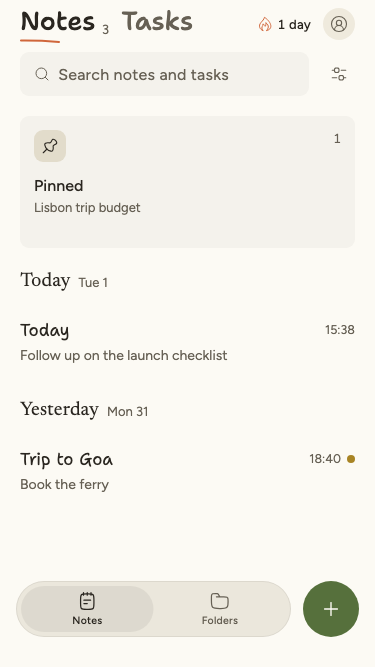 Notes 3 Tasks 1 day
Search notes and tasks
1
Pinned
Lisbon trip budget
Today Tue 1
Today 15:38
Follow up on the launch checklist
Yesterday Mon 31
Trip to Goa 18:40
Book the ferry
Notes Folders